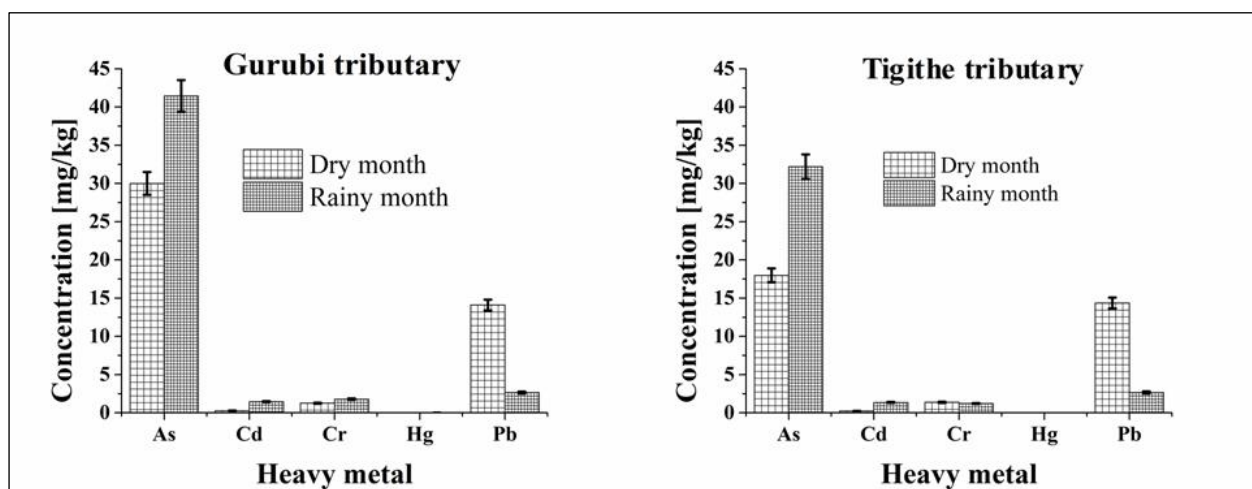 Gurubi tributary
Concentration [mg/kg]
45
40
35
30
25
20
15
10
5
0
Dry month
Rainy month
As Cd Cr Hg Pb
Heavy metal
Tigithe tributary
Concentration [mg/kg]
45
40
35
30
25
20
15
10
5
0
Dry month
Rainy month
As Cd Cr Hg Pb
Heavy metal